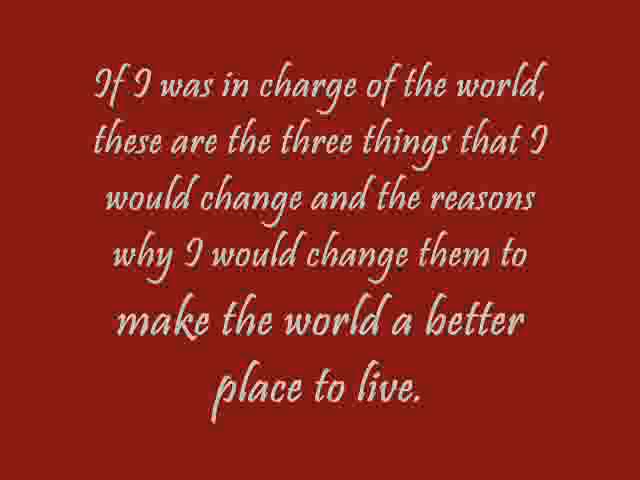 If I was in charge of the world,
these are the three things that I
would change and the reasons
why I would change them to
make the world a better
place to live.